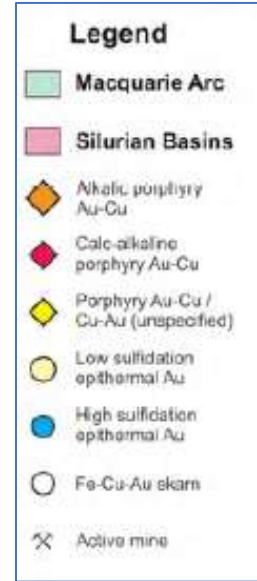 Legend
Macquarie Arc
Silurian Basins
Alkalic porphyry
Au-Cu
Calc-alkaline
porphyry Au-Cu
Porphyry Au-Cu /
Cu-Au (unspecified)
Low sulfidation
epithermal Au
High sulfidation
epithermal Au
Fe-Cu-Au skarn
Active mine